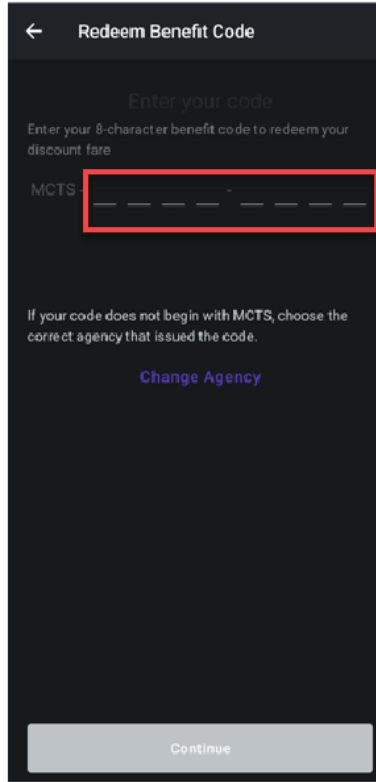 Redeem Benefit Code
Enter your code
Enter your 8-character benefit code to redeem your
discount fare
MCTS - _ _ _ _ - _ _ _ _
If your code does not begin with MCTS, choose the
correct agency that issued the code.
Change Agency
Continue